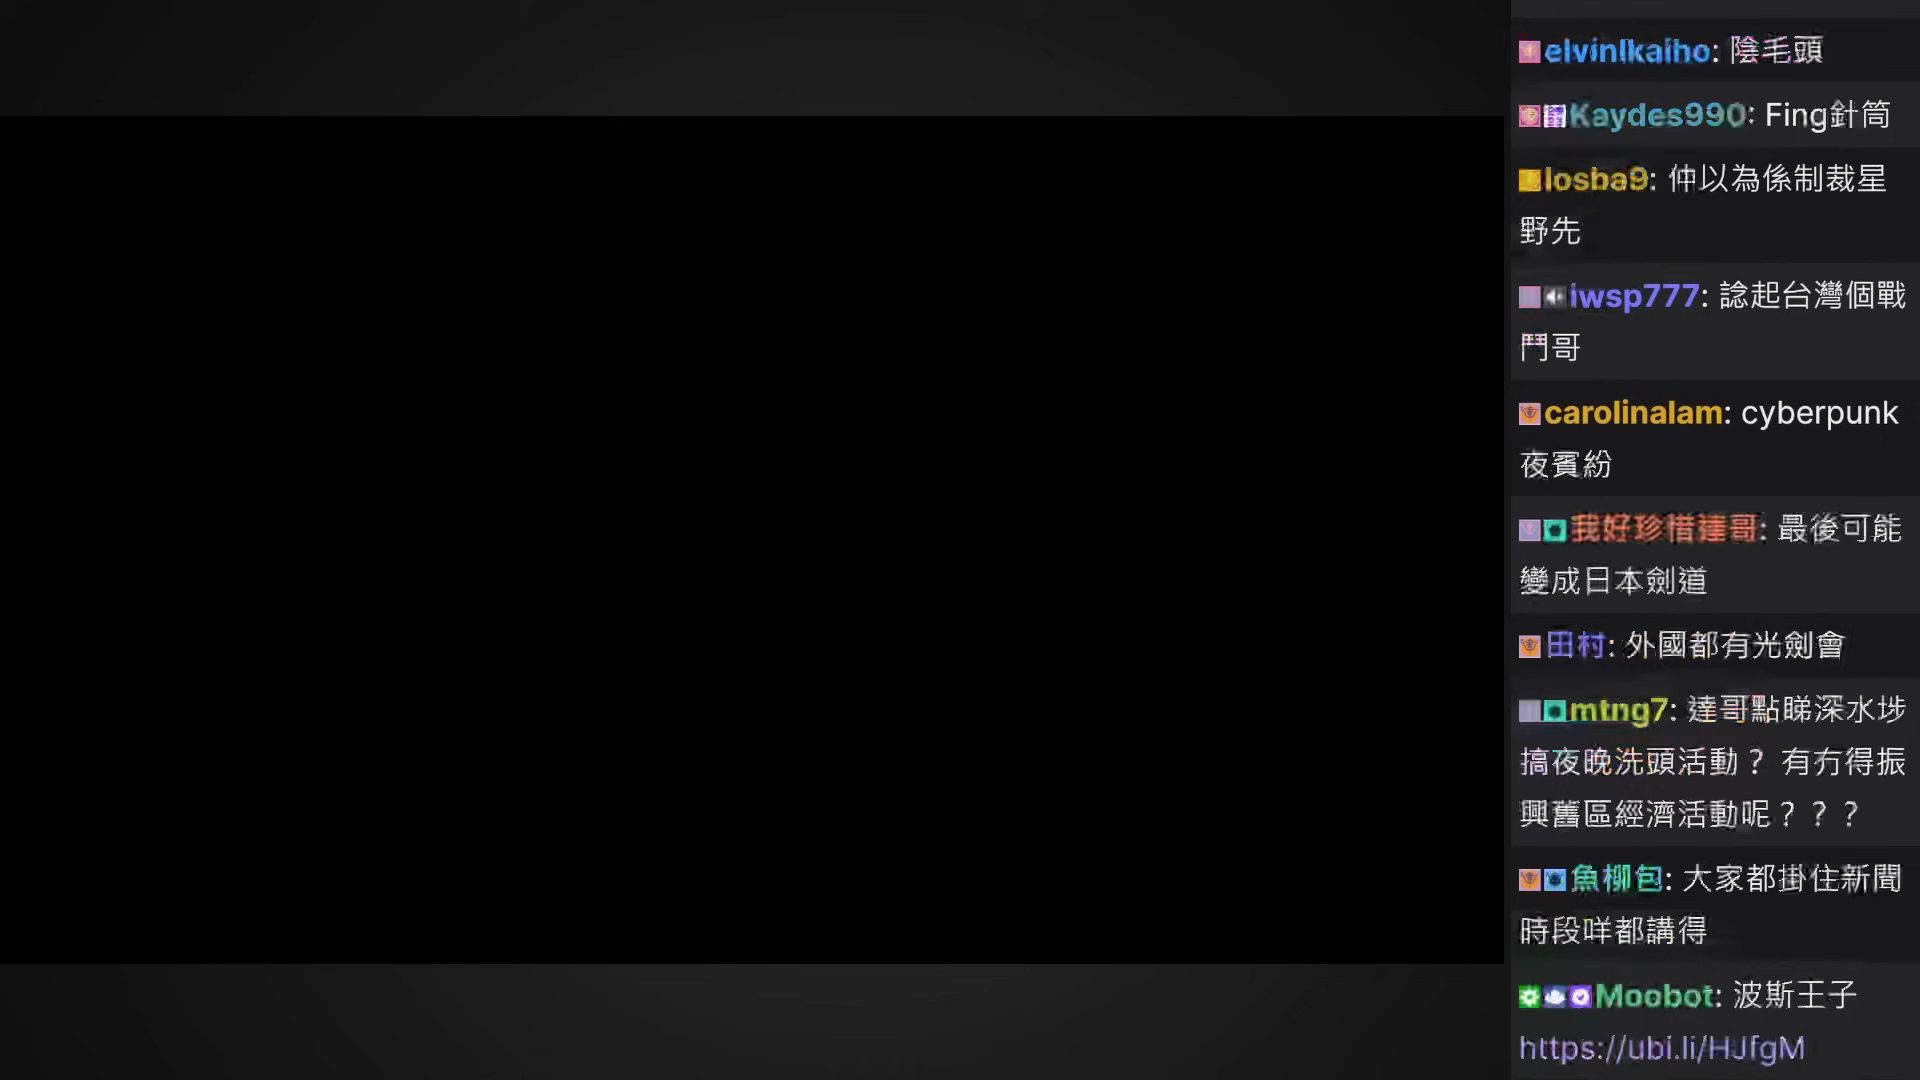 elvinlkaiho: 陰毛頭
Kaydes990: Fing針筒
losba9: 仲以為係制裁星
野先
iwsp777: 諗起台灣個戰
鬥哥
carolinalam: cyberpunk
夜賓紛
我好珍惜達哥: 最後可能
變成日本劍道
田村: 外國都有光劍會
mtng7: 達哥點睇深水埗
搞夜晚洗頭活動？ 有冇得振
興舊區經濟活動呢？？？
魚柳包: 大家都掛住新聞
時段咩都講得
Moobot: 波斯王子
https://ubi.li/HJfgM